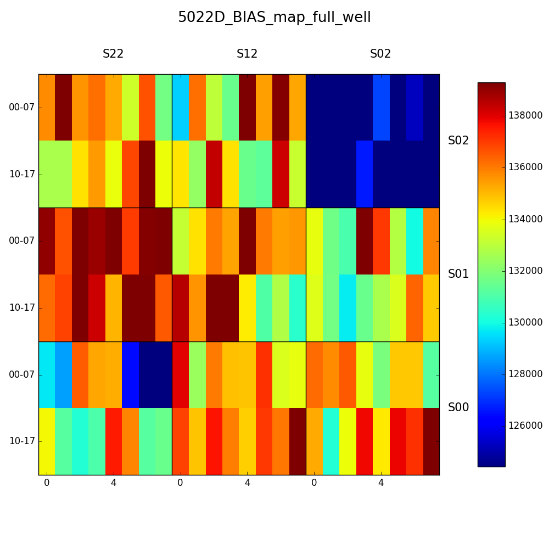 5022D_BIAS_map_full_well
S22 S12 S02
00-07
10-17
S02
00-07
10-17
S01
00-07
10-17
S00
0 4 0 4 0 4
138000
136000
134000
132000
130000
128000
126000